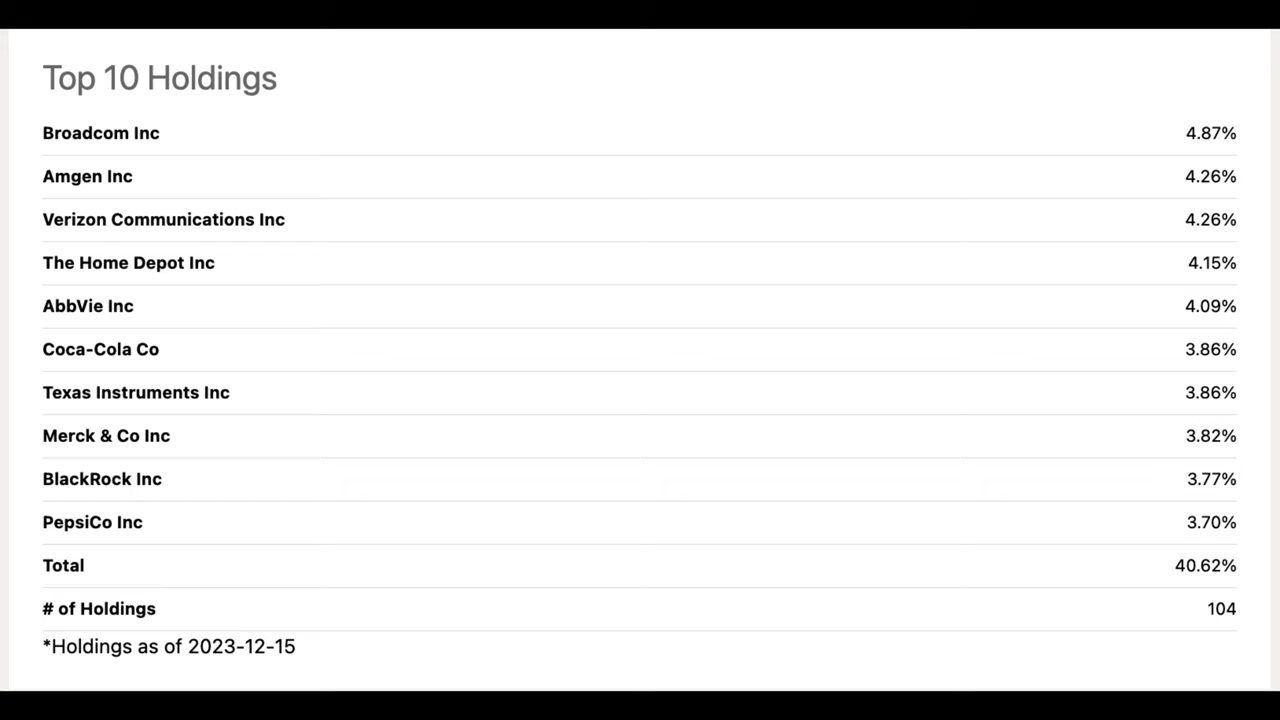 Top 10 Holdings
Broadcom Inc 4.87%
Amgen Inc 4.26%
Verizon Communications Inc 4.26%
The Home Depot Inc 4.15%
AbbVie Inc 4.09%
Coca-Cola Co 3.86%
Texas Instruments Inc 3.86%
Merck & Co Inc 3.82%
BlackRock Inc 3.77%
PepsiCo Inc 3.70%
Total 40.62%
# of Holdings 104
*Holdings as of 2023-12-15